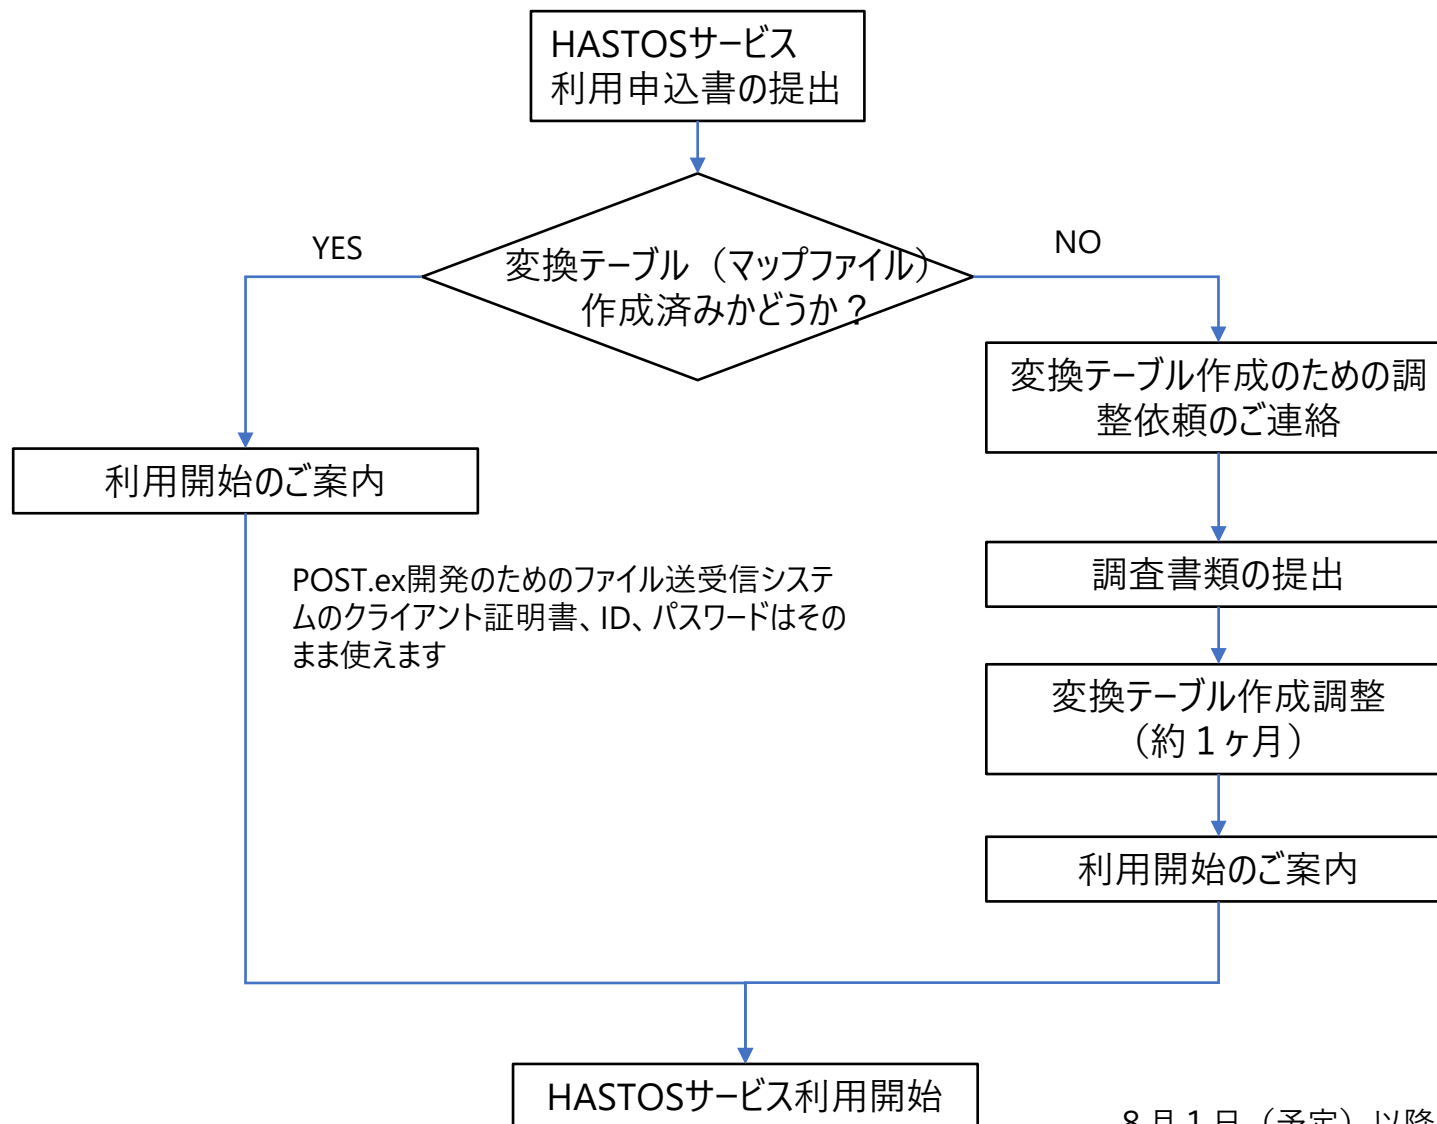 HASTOSサービス
利用申込書の提出
YES
NO
変換テーブル（マップファイル）
作成済みかどうか？
変換テーブル作成のための調
整依頼のご連絡
利用開始のご案内
調査書類の提出
POST.ex開発のためのファイル送受信システ
ムのクライアント証明書、ID、パスワードはその
まま使えます
変換テーブル作成調整
（約１ヶ月）
利用開始のご案内
HASTOSサービス利用開始
８月１日（予定）以降